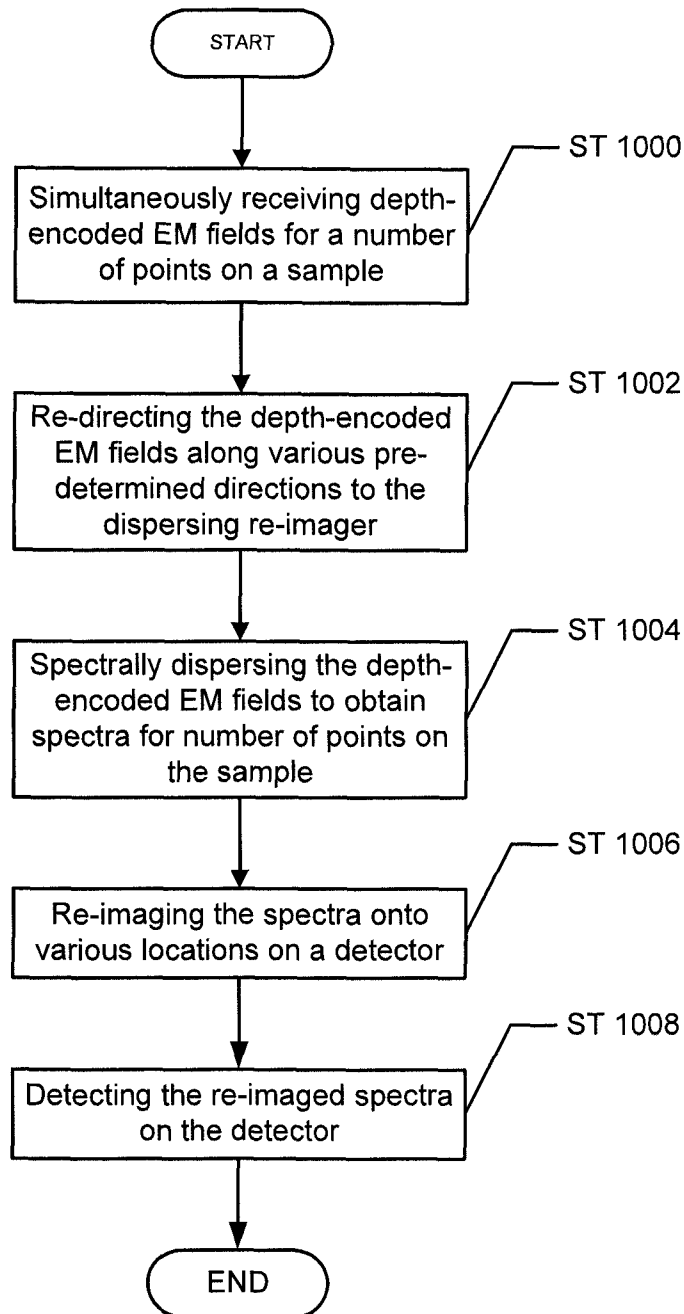 START
ST 1000
Simultaneously receiving depth-
encoded EM fields for a number
of points on a sample
ST 1002
Re-directing the depth-encoded
EM fields along various pre-
determined directions to the
dispersing re-imager
ST 1004
Spectrally dispersing the depth-
encoded EM fields to obtain
spectra for number of points on
the sample
ST 1006
Re-imaging the spectra onto
various locations on a detector
ST 1008
Detecting the re-imaged spectra
on the detector
END